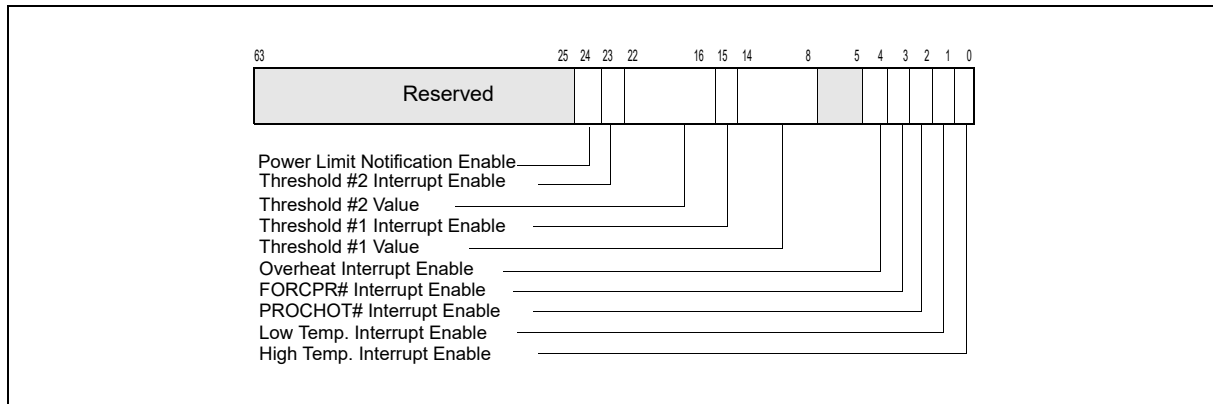 63 25 24 23 22 16 15 14 8 5 4 3 2 1 0
Reserved
Power Limit Notification Enable
Threshold #2 Interrupt Enable
Threshold #2 Value
Threshold #1 Interrupt Enable
Threshold #1 Value
Overheat Interrupt Enable
FORCPR# Interrupt Enable
PROCHOT# Interrupt Enable
Low Temp. Interrupt Enable
High Temp. Interrupt Enable